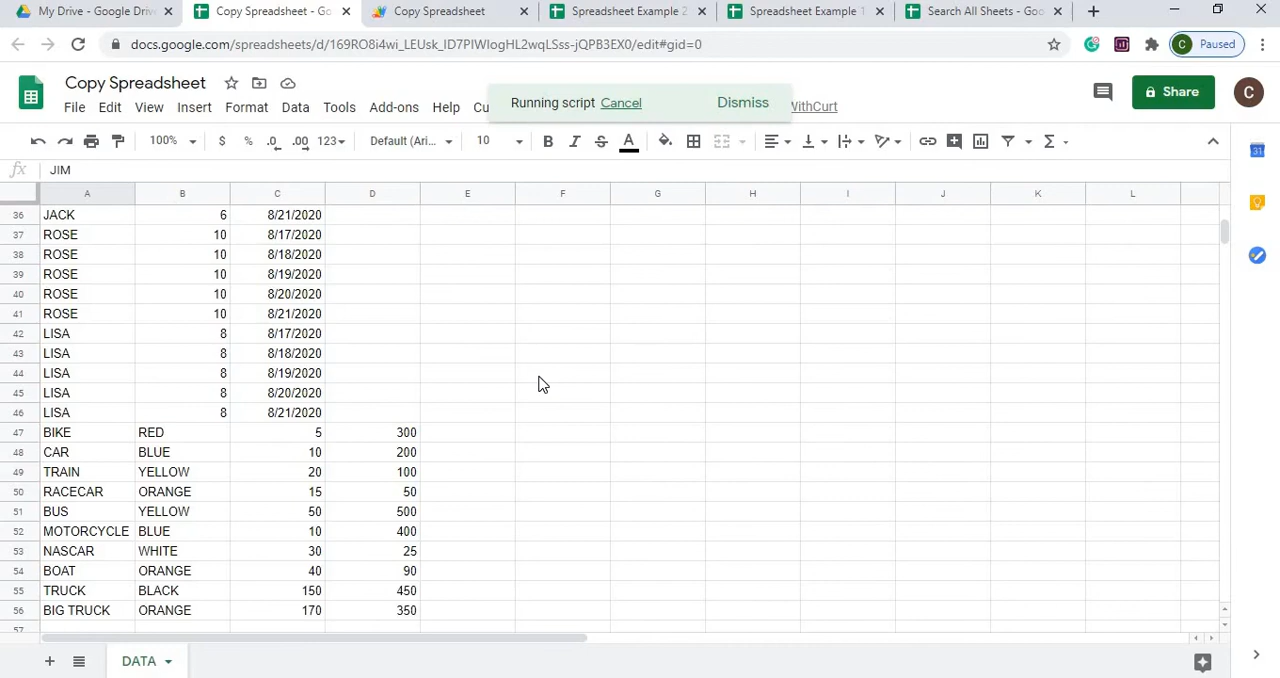 My Drive - Google Driv
Copy Spreadsheet - Go
Copy Spreadsheet
Spreadsheet Example 2
Spreadsheet Example 1
Search All Sheets - Goo
docs.google.com/spreadsheets/d/169RO8i4wi_LEUsk_ID7PIWIogHL2wqLSss-jQPB3EX0/edit#gid=0
C Paused
Copy Spreadsheet
File Edit View Insert Format Data Tools Add-ons Help Cu
Running script Cancel Dismiss
WithCurt
Share
C
100% $ % .0 .00 123 Default (Ari... 10 B I S A Σ
31
fx JIM
A B C D E F G H I J K L
36 JACK 6 8/21/2020
37 ROSE 10 8/17/2020
38 ROSE 10 8/18/2020
39 ROSE 10 8/19/2020
40 ROSE 10 8/20/2020
41 ROSE 10 8/21/2020
42 LISA 8 8/17/2020
43 LISA 8 8/18/2020
44 LISA 8 8/19/2020
45 LISA 8 8/20/2020
46 LISA 8 8/21/2020
47 BIKE RED 5 300
48 CAR BLUE 10 200
49 TRAIN YELLOW 20 100
50 RACECAR ORANGE 15 50
51 BUS YELLOW 50 500
52 MOTORCYCLE BLUE 10 400
53 NASCAR WHITE 30 25
54 BOAT ORANGE 40 90
55 TRUCK BLACK 150 450
56 BIG TRUCK ORANGE 170 350
57
DATA